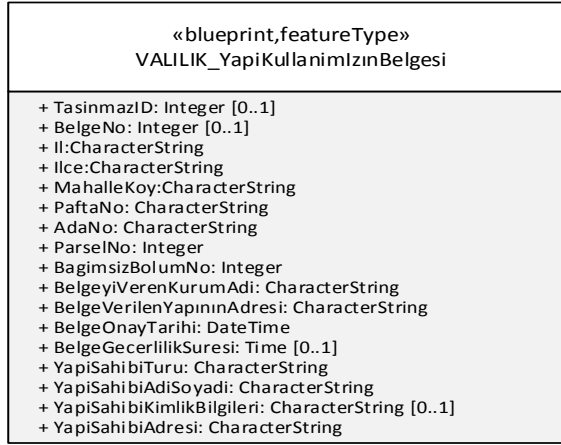 «blueprint,featureType»
VALILIK_YapiKullanimIzınBelgesi
+ TasinmazID: Integer [0..1]
+ BelgeNo: Integer [0..1]
+ Il:CharacterString
+ Ilce:CharacterString
+ MahalleKoy:CharacterString
+ PaftaNo: CharacterString
+ AdaNo: CharacterString
+ ParselNo: Integer
+ BagimsizBolumNo: Integer
+ BelgeyiVerenKurumAdi: CharacterString
+ BelgeVerilenYapınınAdresi: CharacterString
+ BelgeOnayTarihi: DateTime
+ BelgeGecerlilikSuresi: Time [0..1]
+ YapiSahibiTuru: CharacterString
+ YapiSahibiAdiSoyadi: CharacterString
+ YapiSahibiKimlikBilgileri: CharacterString [0..1]
+ YapiSahibiAdresi: CharacterString